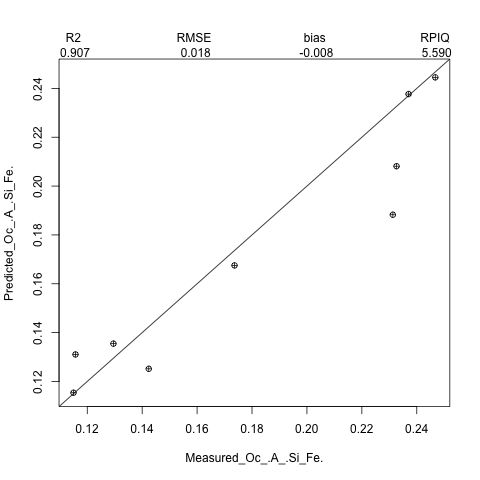 R2 RMSE bias RPIQ
0.907 0.018 -0.008 5.590
0.24
0.22
0.20
0.18
0.16
0.14
0.12
Predicted_Oc_.A_.Si_Fe.
0.12 0.14 0.16 0.18 0.20 0.22 0.24
Measured_Oc_.A_.Si_Fe.